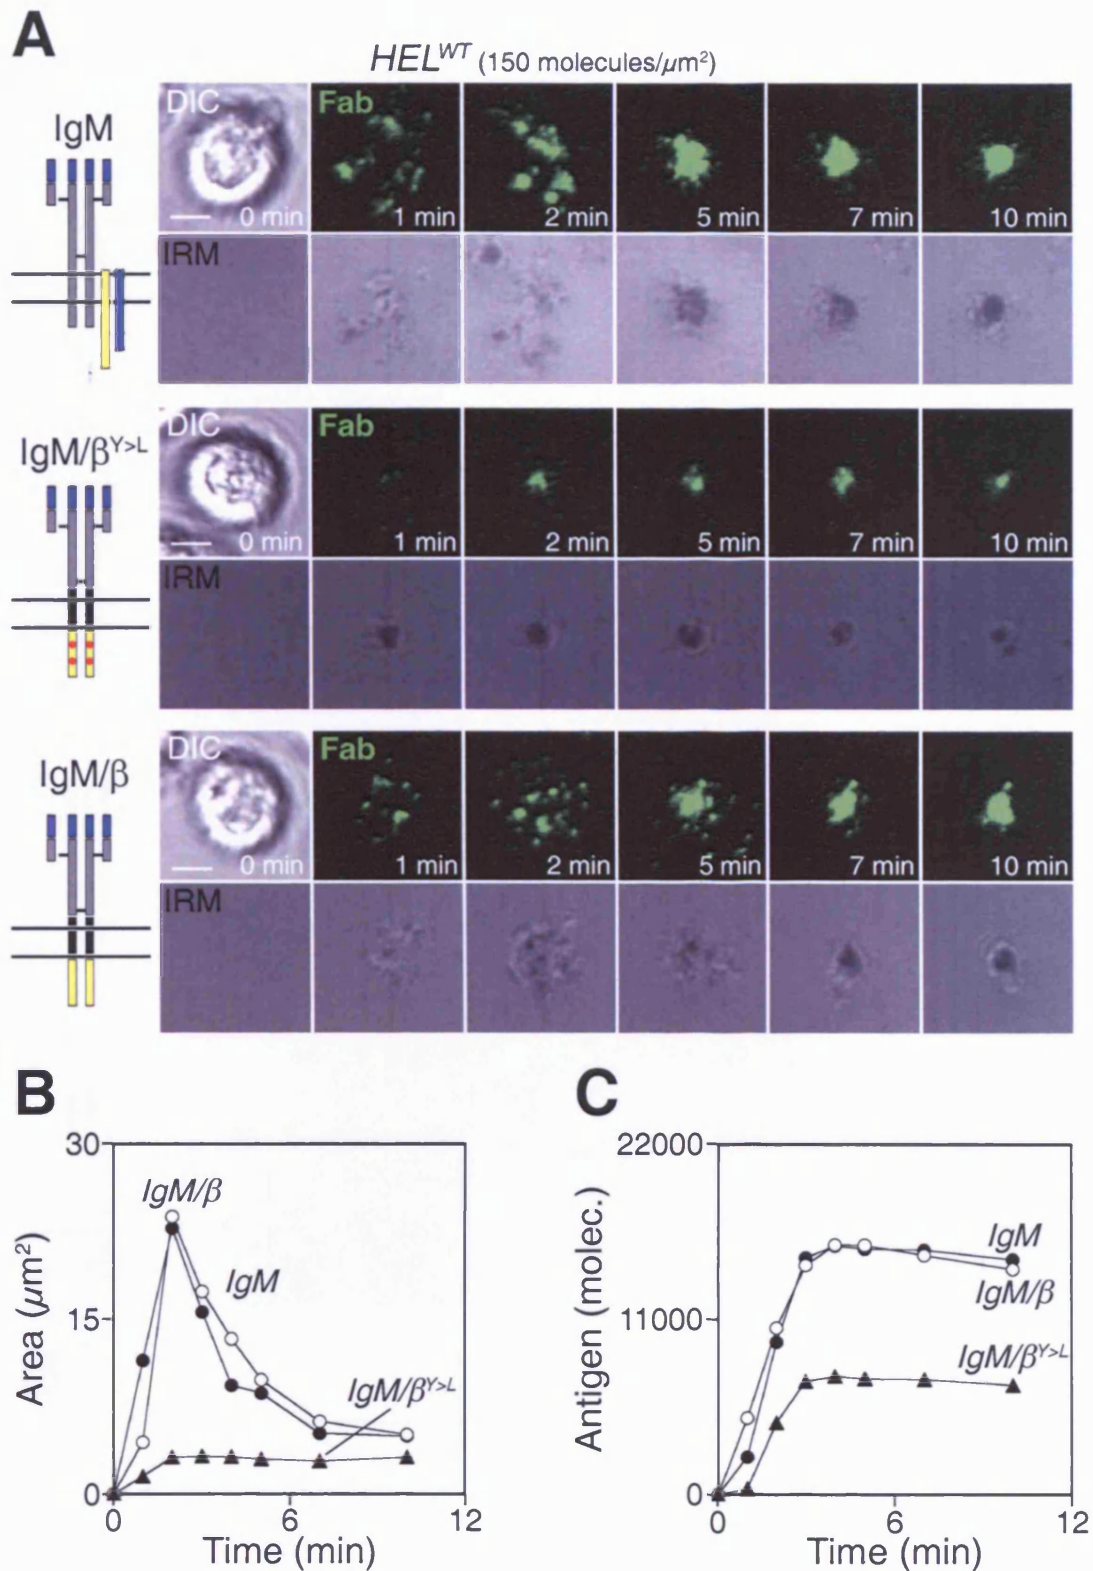 A
HEL^WT (150 molecules/µm²)
IgM
DIC
0 min
Fab
1 min
2 min
5 min
7 min
10 min
IRM
IgM/β^Y>L
DIC
0 min
Fab
1 min
2 min
5 min
7 min
10 min
IRM
IgM/β
DIC
0 min
Fab
1 min
2 min
5 min
7 min
10 min
IRM
B
30
15
0
Area (µm²)
IgM/β
IgM
IgM/β^Y>L
0 6 12
Time (min)
C
22000
11000
0
Antigen (molec.)
IgM
IgM/β
IgM/β^Y>L
0 6 12
Time (min)